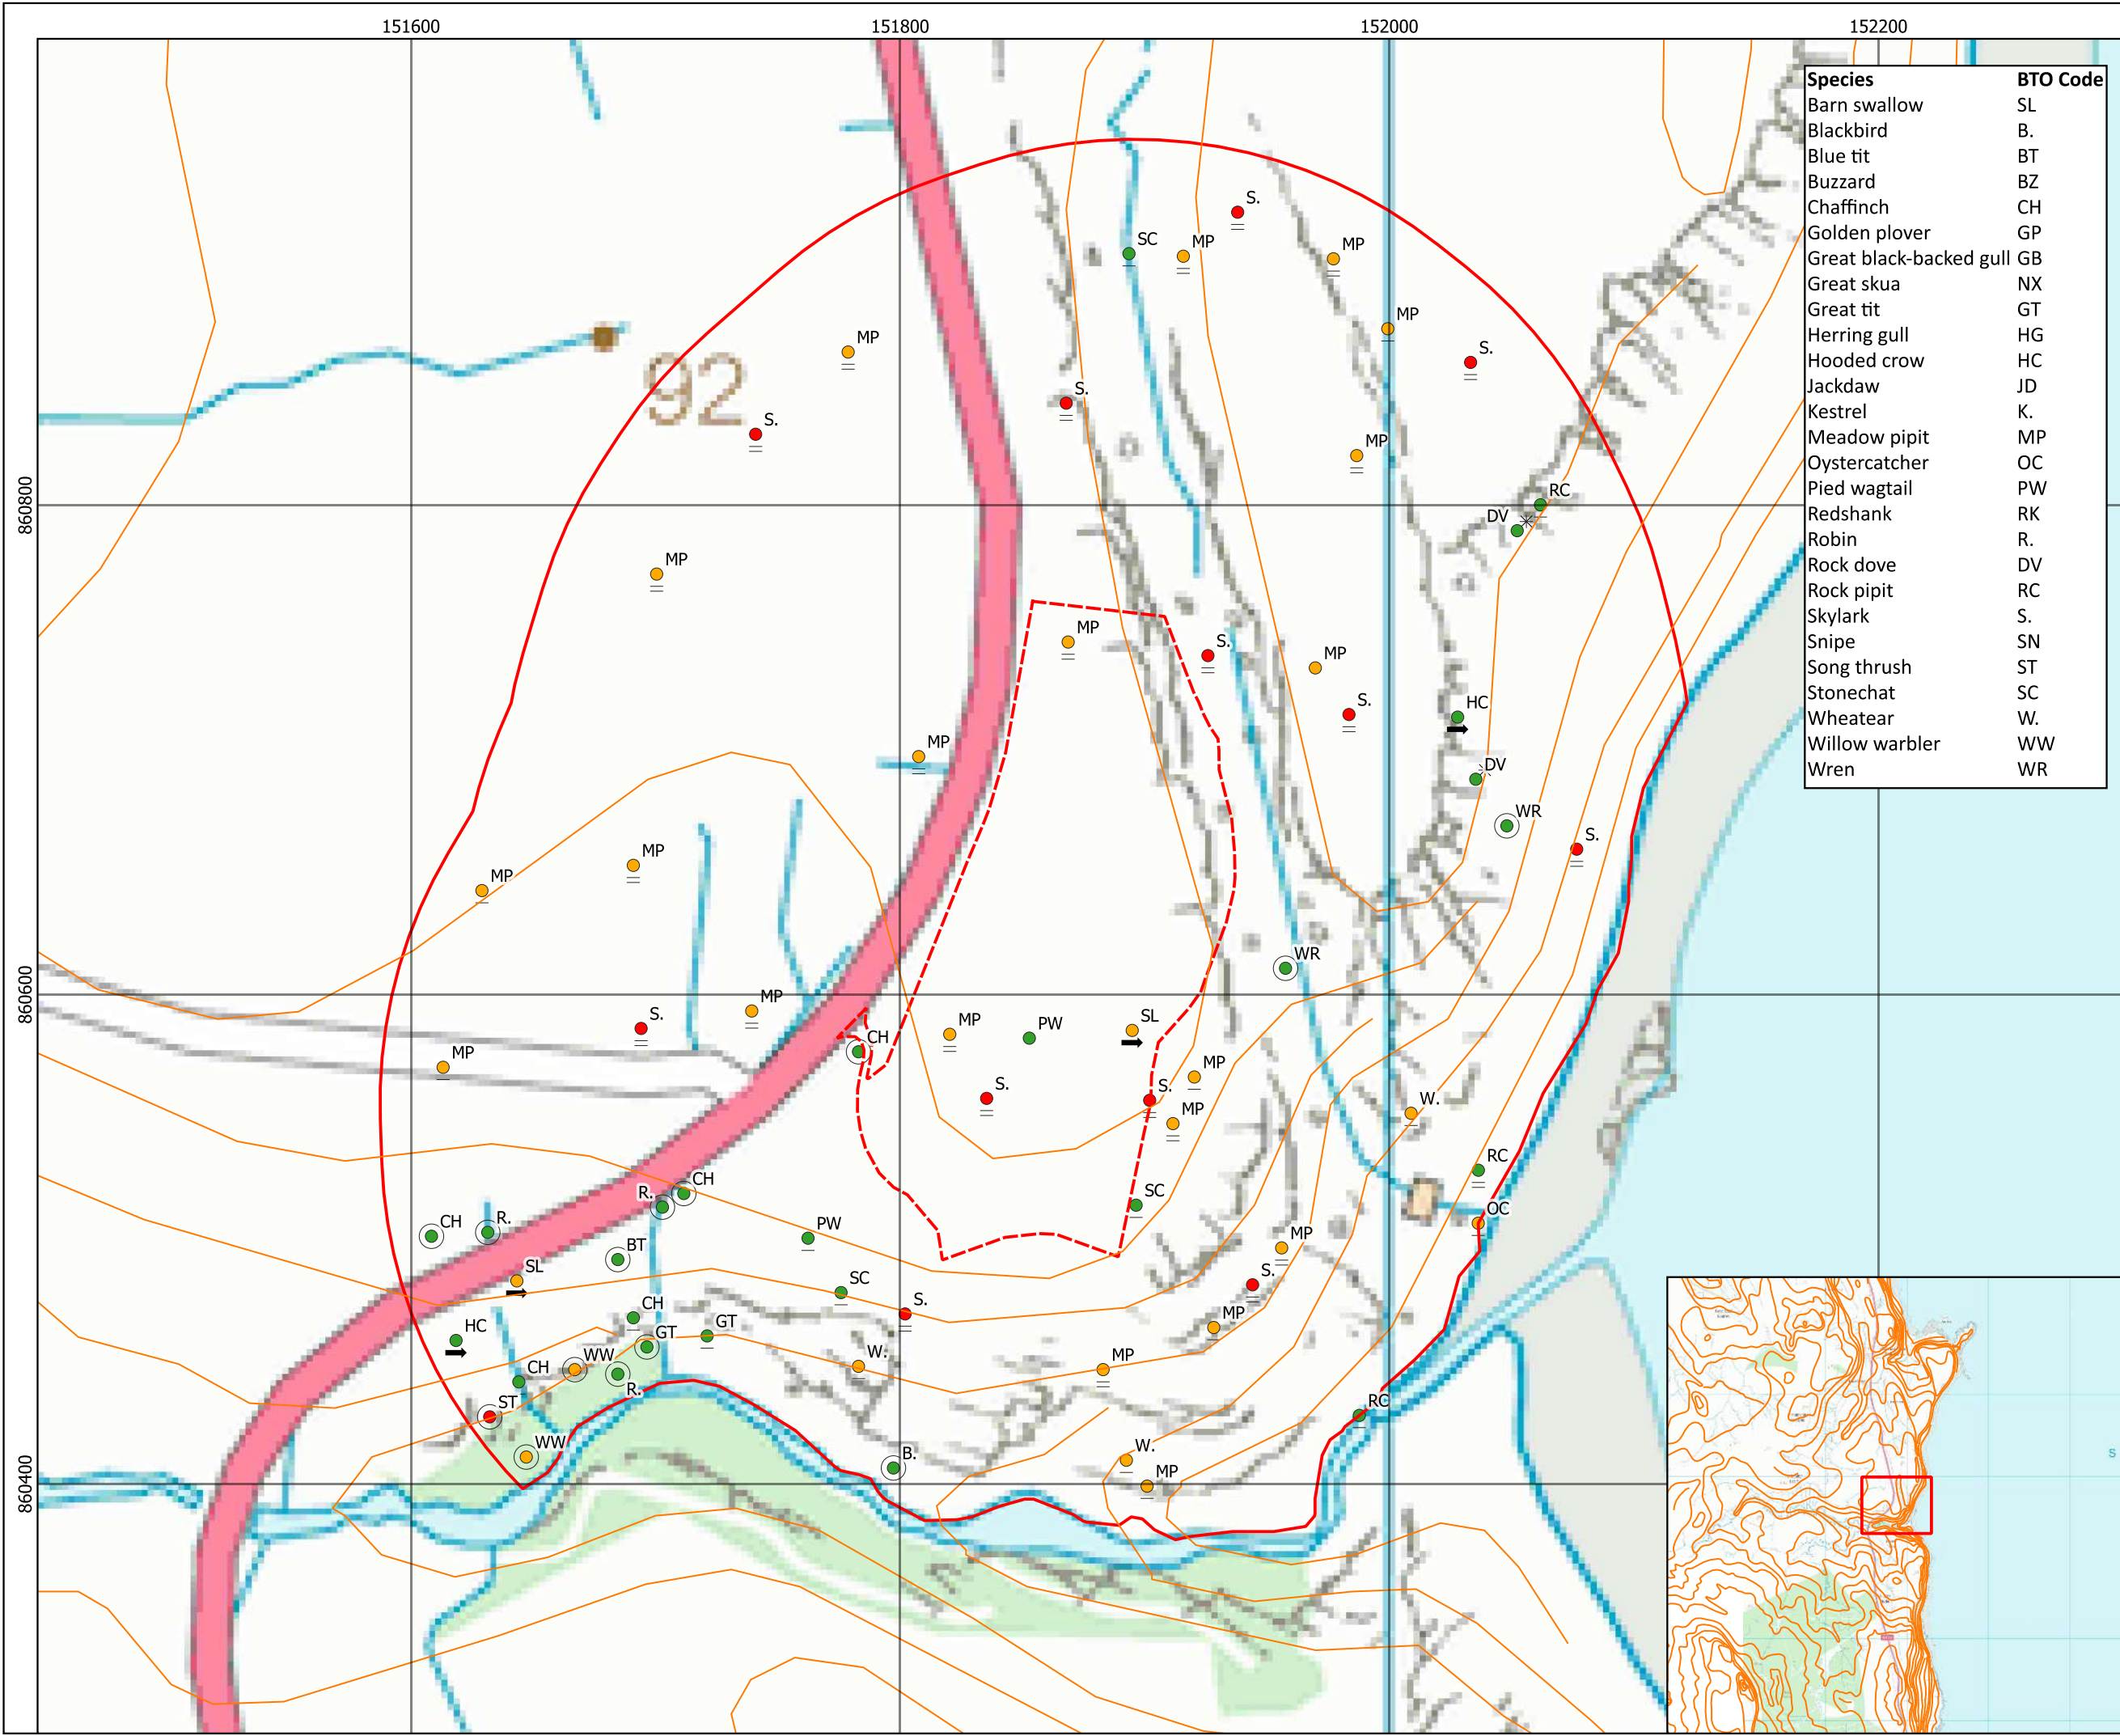 151600 151800 152000 152200
Species BTO Code
Barn swallow SL
Blackbird B.
Blue tit BT
Buzzard BZ
Chaffinch CH
Golden plover GP
Great black-backed gull GB
Great skua NX
Great tit GT
Herring gull HG
Hooded crow HC
Jackdaw JD
Kestrel K.
Meadow pipit MP
Oystercatcher OC
Pied wagtail PW
Redshank RK
Robin R.
Rock dove DV
Rock pipit RC
Skylark S.
Snipe SN
Song thrush ST
Stonechat SC
Wheatear W.
Willow warbler WW
Wren WR
S.
SC MP MP
MP
MP S.
92 S.
S.
MP
860800
RC
DV
MP
MP S. MP
S. HC
MP
DV
WR
S.
MP MP
WR
860600
S. MP MP PW SL
CH
MP MP
S. S. MP
W.
RC
R. CH SC
OC
CH R. PW MP
BT
SL S.
SC
CH S. MP
HC GT GT
WW W. MP
CH R.
ST RC
WW B. W.
MP
860400
S